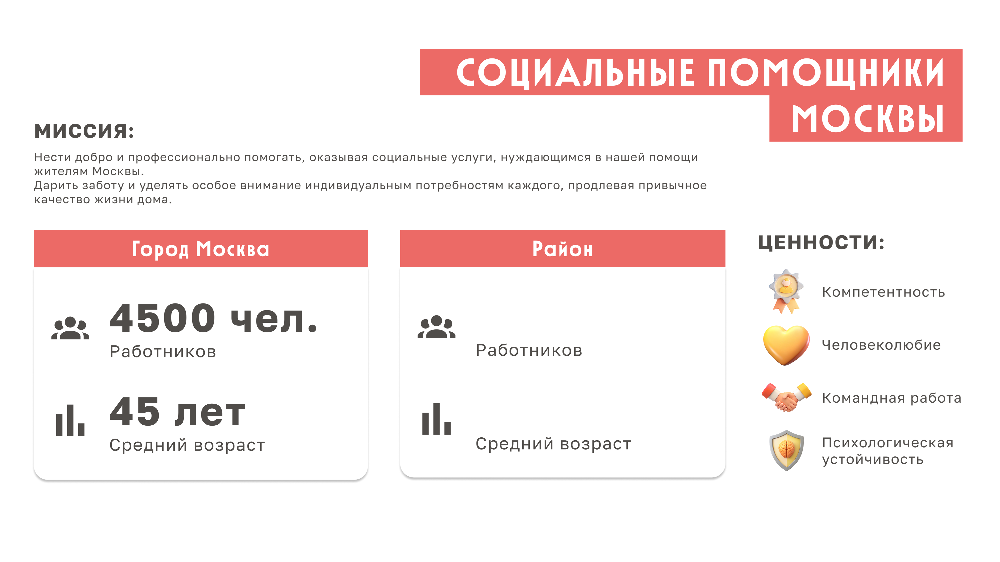 СОЦИАЛЬНЫЕ ПОМОЩНИКИ
МОСКВЫ
МИССИЯ:
Нести добро и профессионально помогать, оказывая социальные услуги, нуждающимся в нашей помощи
жителям Москвы.
Дарить заботу и уделять особое внимание индивидуальным потребностям каждого, продлевая привычное
качество жизни дома.
Город Москва
4500 чел.
Работников
45 лет
Средний возраст
Район
Работников
Средний возраст
ЦЕННОСТИ:
Компетентность
Человеколюбие
Командная работа
Психологическая
устойчивость